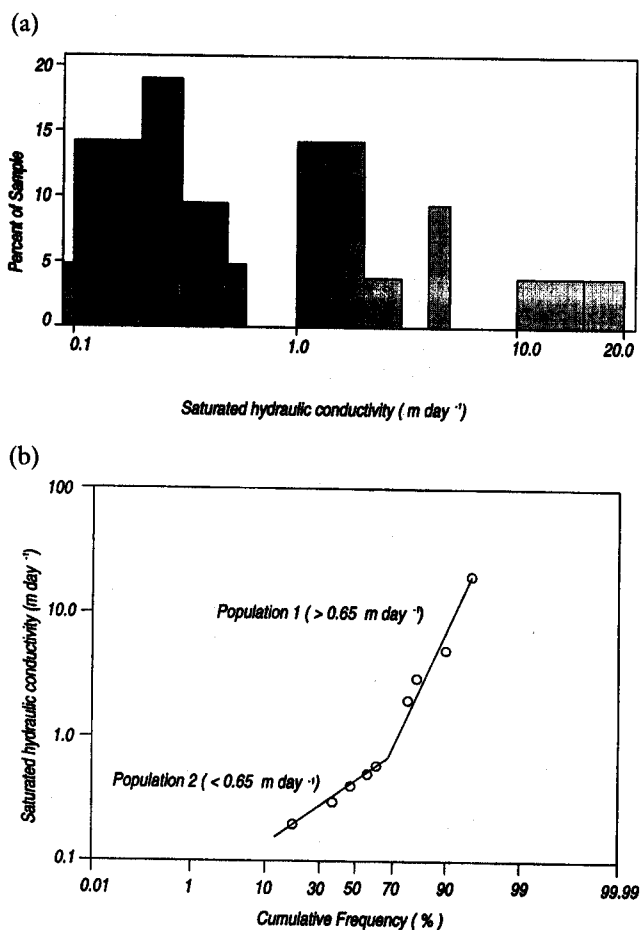 (a)
20
15
10
5
0
Percent of Sample
0.1 1.0 10.0 20.0
Saturated hydraulic conductivity ( m day ⁻¹)
(b)
100
10.0
1.0
0.1
Saturated hydraulic conductivity (m day ⁻¹)
Population 1 ( > 0.65 m day ⁻¹)
Population 2 ( < 0.65 m day ⁻¹)
0.01 1 10 30 50 70 90 99 99.99
Cumulative Frequency ( % )